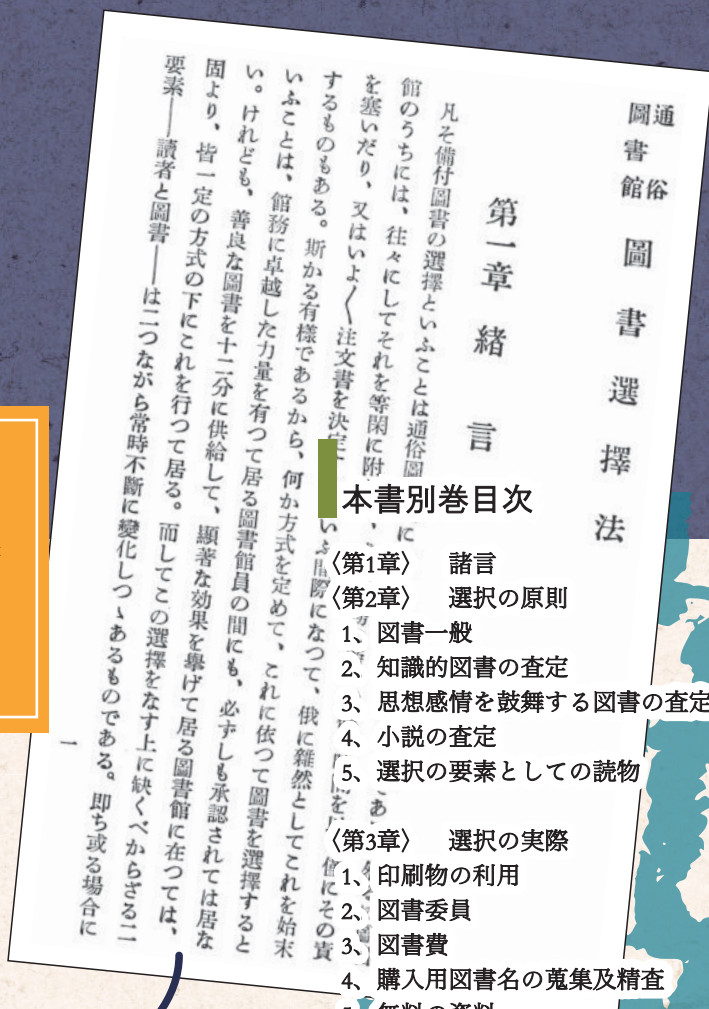 通俗
圖書館
圖書選擇法
第一章 緒言
凡そ備付圖書の選擇といふことは通俗圖
館のうちには、往々にしてそれを等閑に附
を塞いだり、又はいよ〱注文書を決定
するものもある。斯かる有様であるから、何か方式を定めて、これに依つて圖書を選擇すると
いふことは、館務に卓越した力量を有つて居る圖書館員の間にも、必ずしも承認されては居な
い。けれども、善良な圖書を十二分に供給して、顯著な効果を擧げて居る圖書館に在つては、
固より、皆一定の方式の下にこれを行つて居る。而してこの選擇をなす上に缺くべからざる二
要素――讀者と圖書――は二つながら常時不斷に變化しつゝあるものである。即ち或る場合に
一
本書別巻目次
〈第1章〉 諸言
〈第2章〉 選択の原則
1、図書一般
2、知識的図書の査定
3、思想感情を鼓舞する図書の査定
4、小説の査定
5、選択の要素としての読物
〈第3章〉 選択の実際
1、印刷物の利用
2、図書委員
3、図書費
4、購入用図書名の蒐集及精査